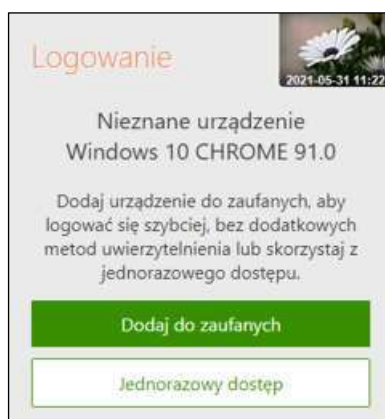 Logowanie
2021-05-31 11:22
Nieznane urządzenie
Windows 10 CHROME 91.0
Dodaj urządzenie do zaufanych, aby
logować się szybciej, bez dodatkowych
metod uwierzytelnienia lub skorzystaj z
jednorazowego dostępu.
Dodaj do zaufanych
Jednorazowy dostęp